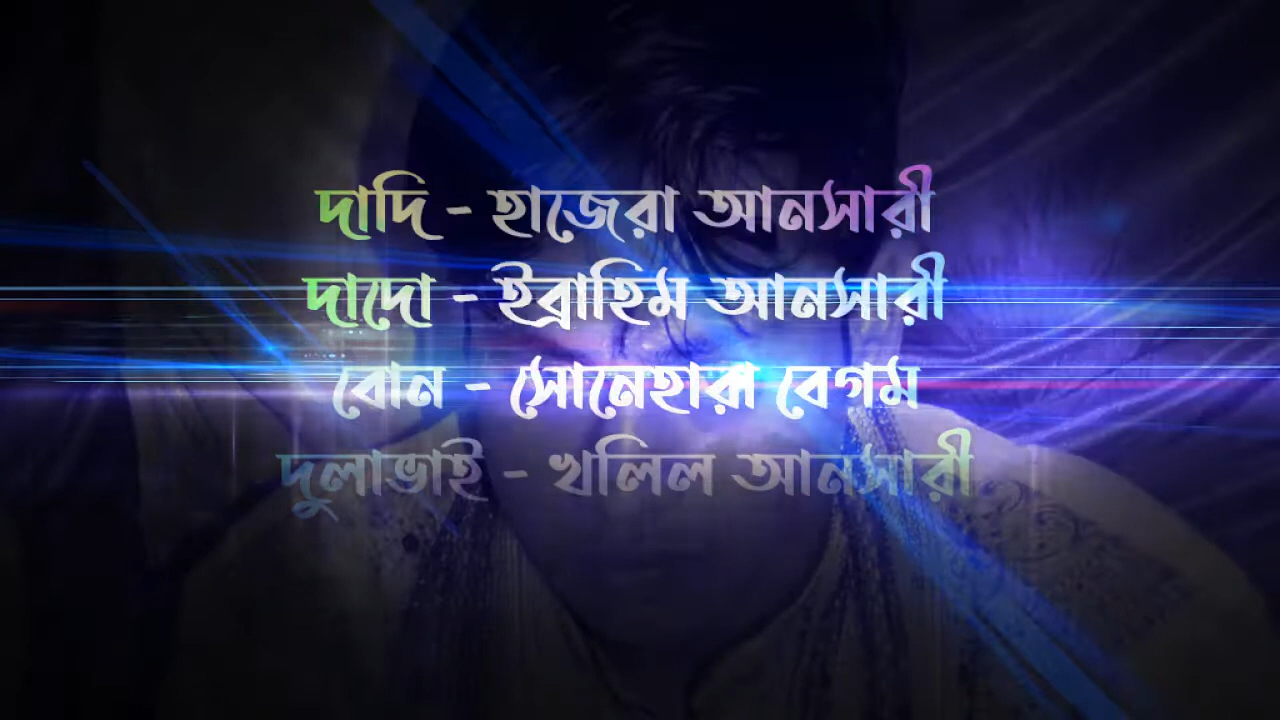 দাদি - হাজেরা আনসারী
দাদো - ইব্রাহিম আনসারী
বোন - সোনেহারা বেগম
দুলাভাই - খলিল আনসারী